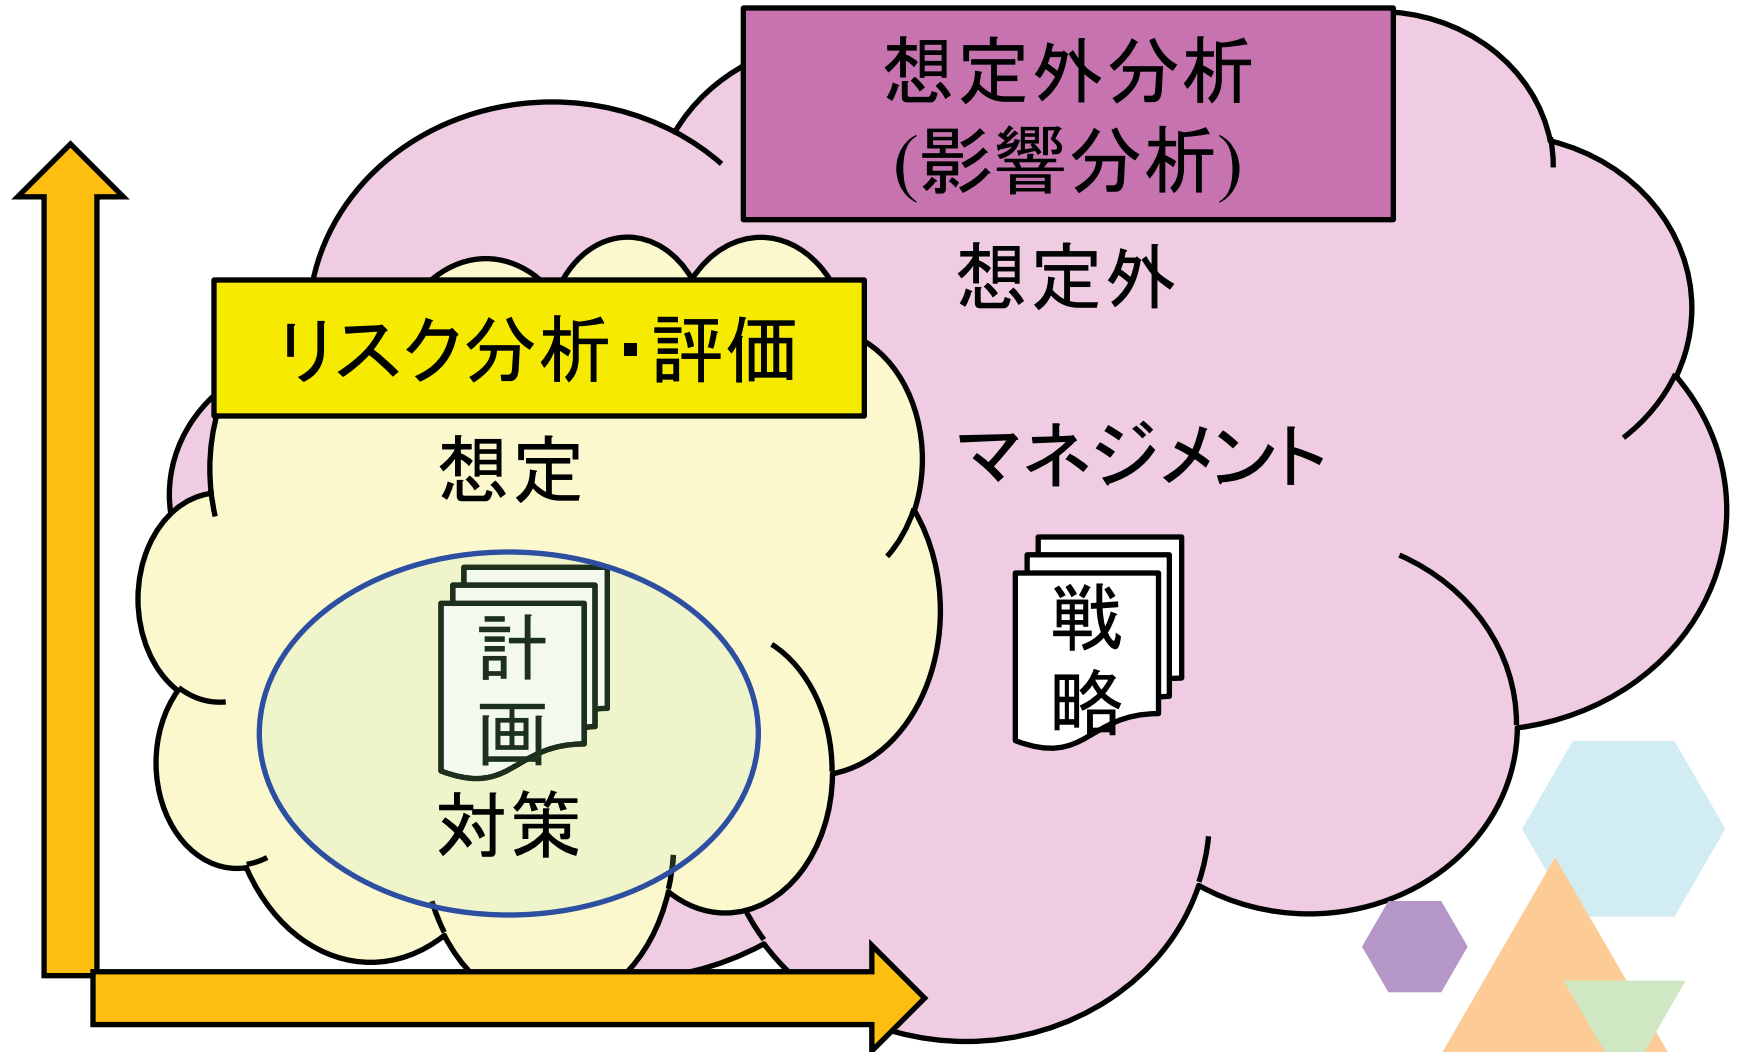 想定外分析
(影響分析)
想定外
リスク分析・評価
想定
マネジメント
計
画
戦
略
対策